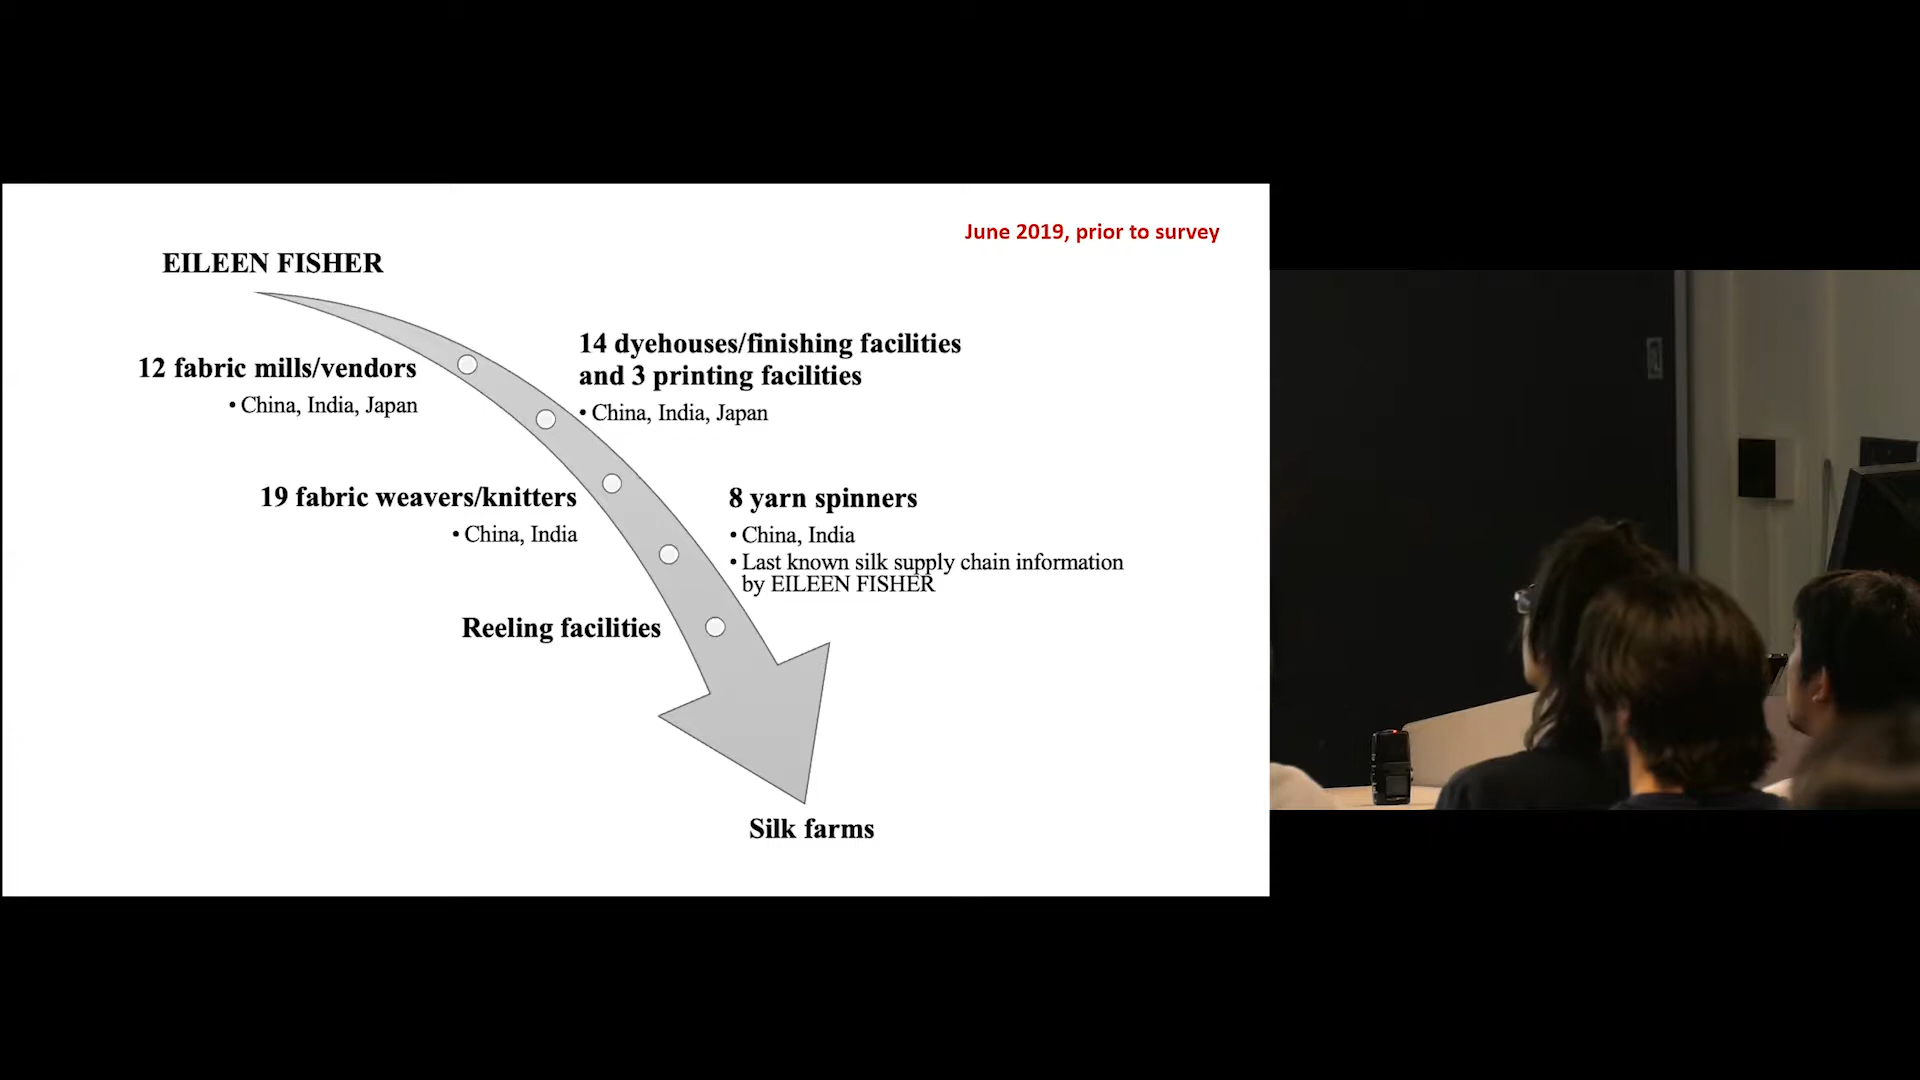 June 2019, prior to survey
EILEEN FISHER
12 fabric mills/vendors
• China, India, Japan
14 dyehouses/finishing facilities
and 3 printing facilities
• China, India, Japan
19 fabric weavers/knitters
• China, India
8 yarn spinners
• China, India
• Last known silk supply chain information
by EILEEN FISHER
Reeling facilities
Silk farms